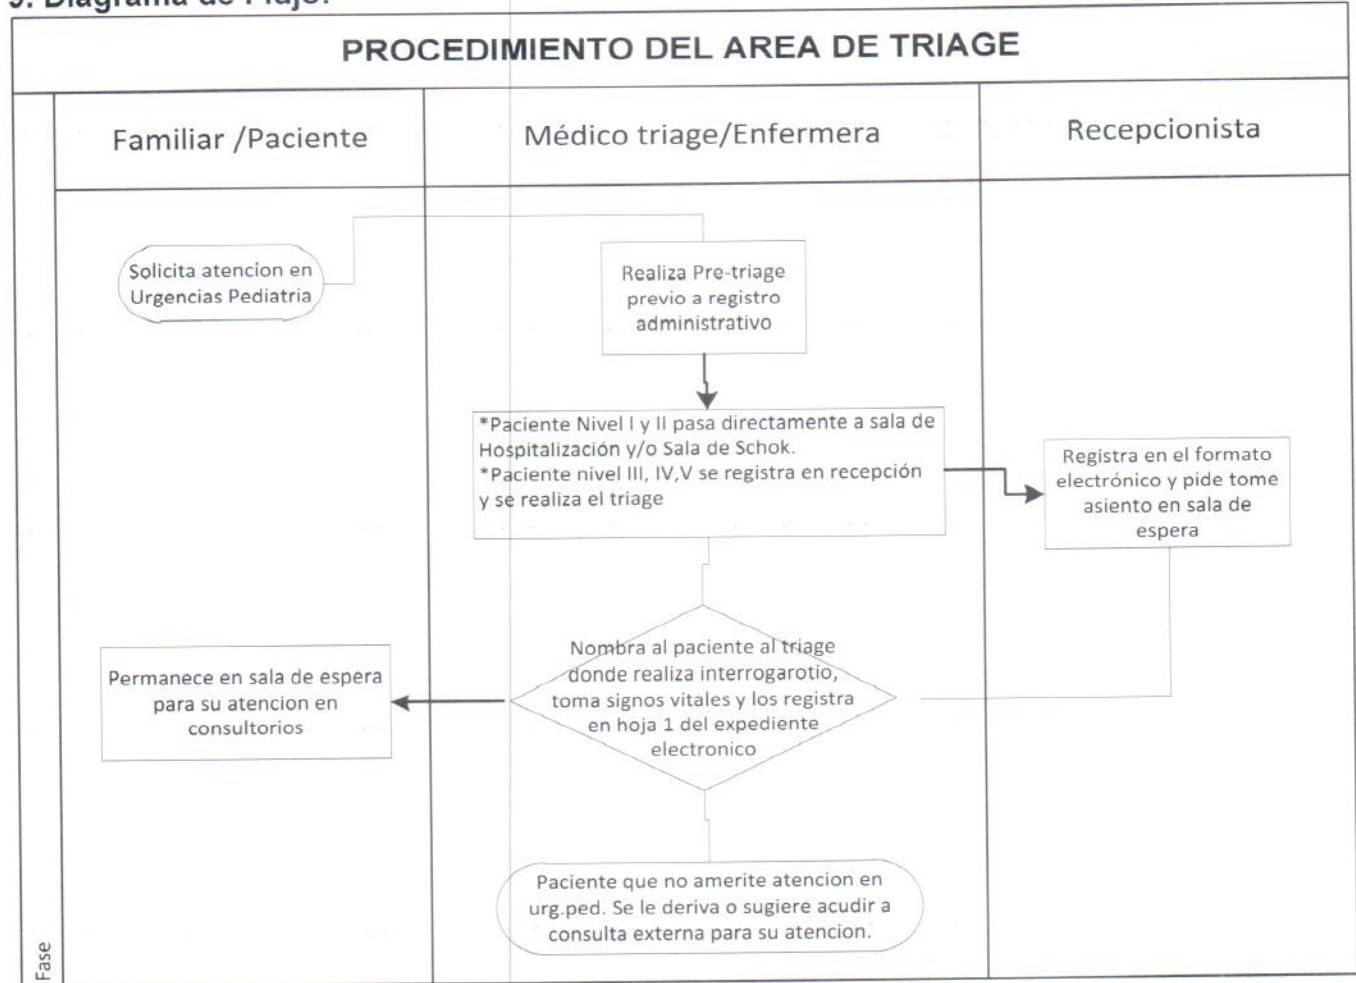 9. Diagrama de Flujo.
PROCEDIMIENTO DEL AREA DE TRIAGE
Familiar /Paciente
Médico triage/Enfermera
Recepcionista
Solicita atencion en
Urgencias Pediatria
Realiza Pre-triage
previo a registro
administrativo
*Paciente Nivel I y II pasa directamente a sala de
Hospitalización y/o Sala de Schok.
*Paciente nivel III, IV,V se registra en recepción
y se realiza el triage
Registra en el formato
electrónico y pide tome
asiento en sala de
espera
Nombra al paciente al triage
donde realiza interrogarotio,
toma signos vitales y los registra
en hoja 1 del expediente
electronico
Permanece en sala de espera
para su atencion en
consultorios
Paciente que no amerite atencion en
urg.ped. Se le deriva o sugiere acudir a
consulta externa para su atencion.
Fase